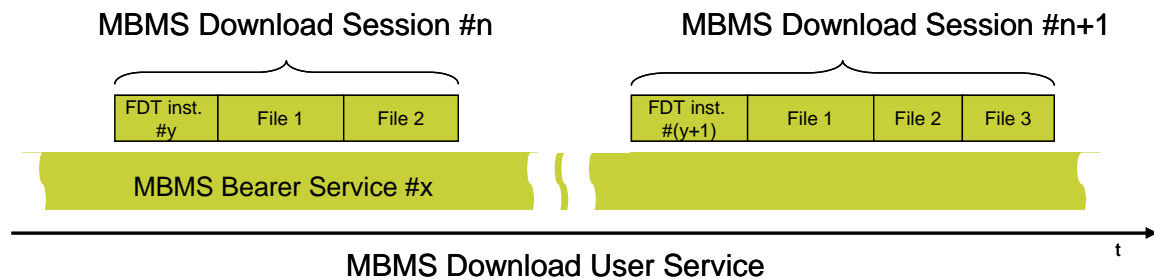 MBMS Download Session #n
MBMS Download Session #n+1
FDT inst.
#y
File 1
File 2
FDT inst.
#(y+1)
File 1
File 2
File 3
MBMS Bearer Service #x
t
MBMS Download User Service